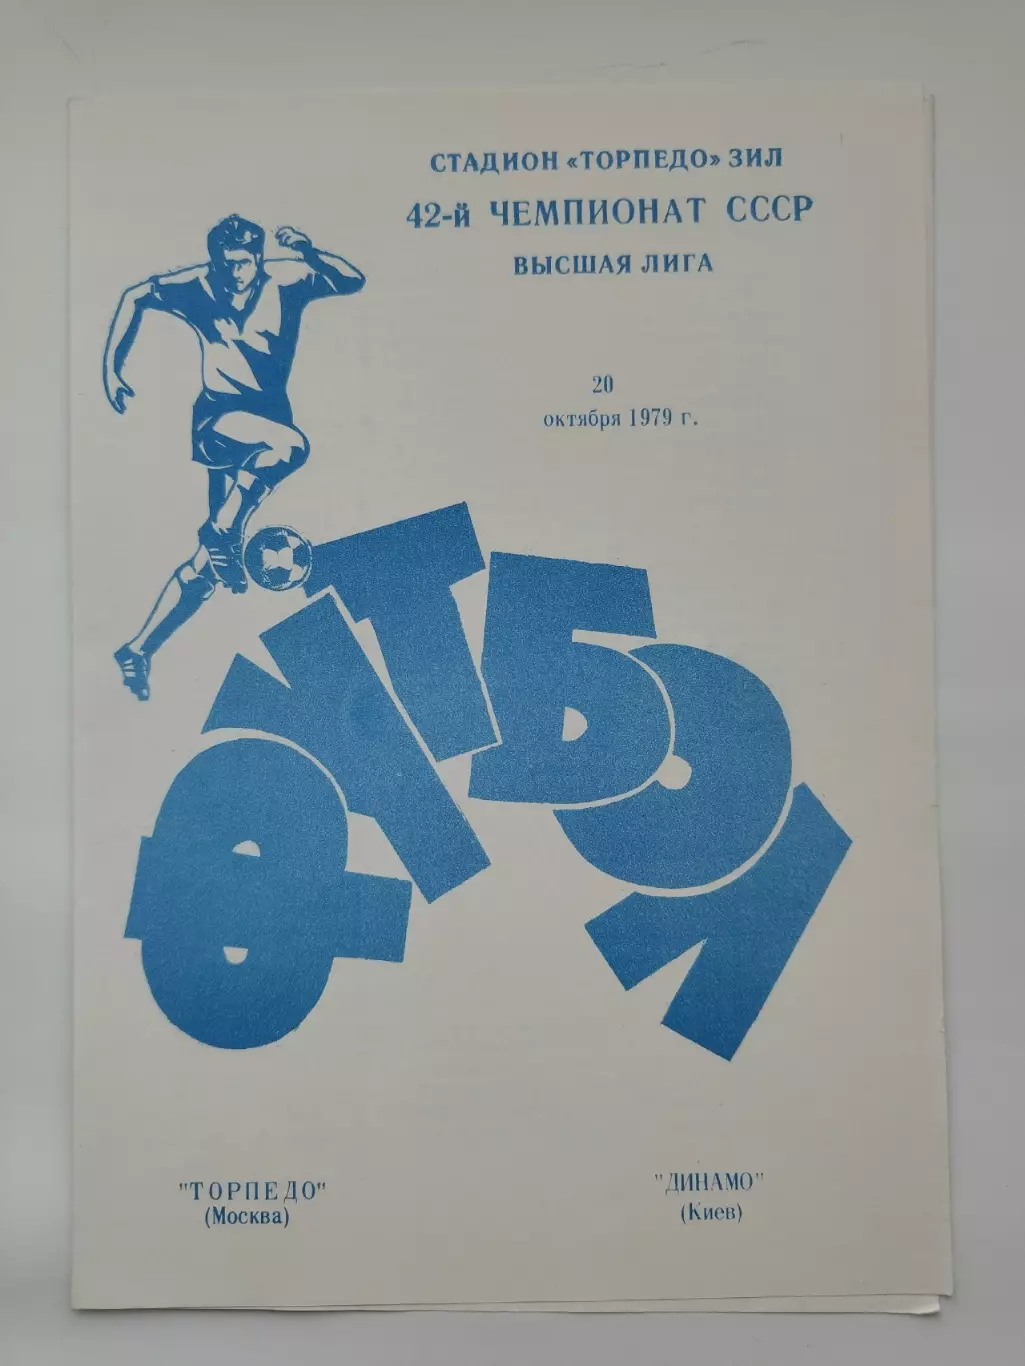 СТАДИОН «ТОРПЕДО» ЗИЛ
42-й ЧЕМПИОНАТ СССР
ВЫСШАЯ ЛИГА
20
октября 1979 г.
ФУТБОЛ
"ТОРПЕДО"
(Москва)
"ДИНАМО"
(Киев)